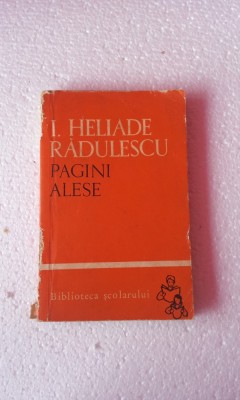 I. HELIADE
RĂDULESCU
PAGINI
ALESE
Biblioteca școlarului